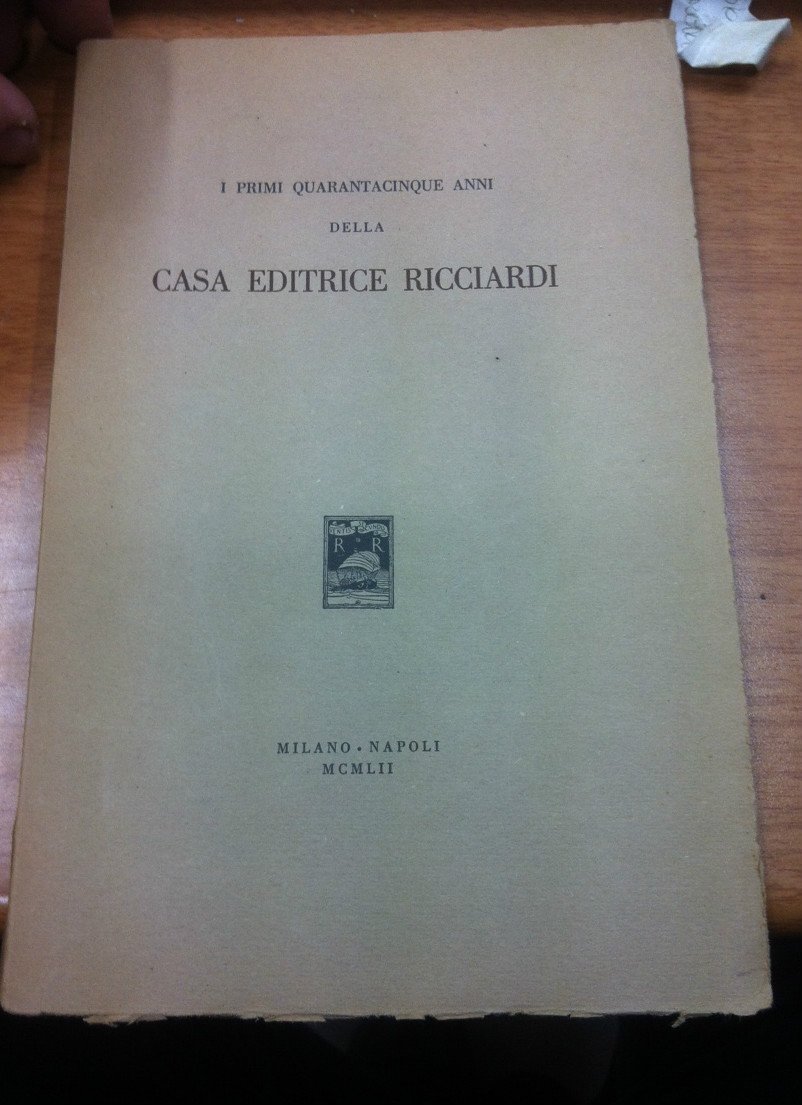 I PRIMI QUARANTACINQUE ANNI
DELLA
CASA EDITRICE RICCIARDI
R R
MILANO • NAPOLI
MCMLII